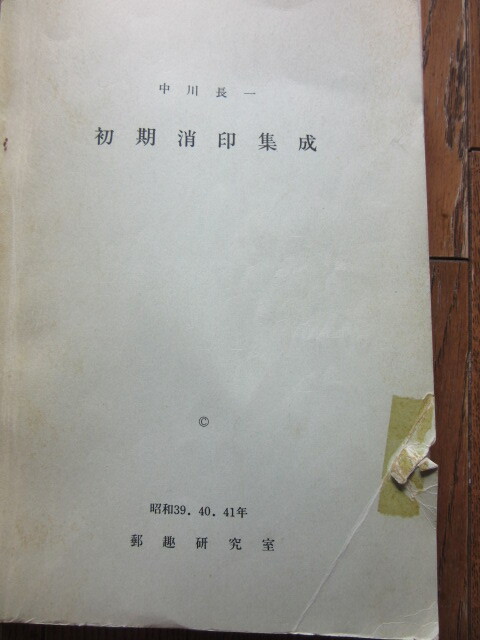 中川長一
初期消印集成
©
昭和39．40．41年
郵趣研究室